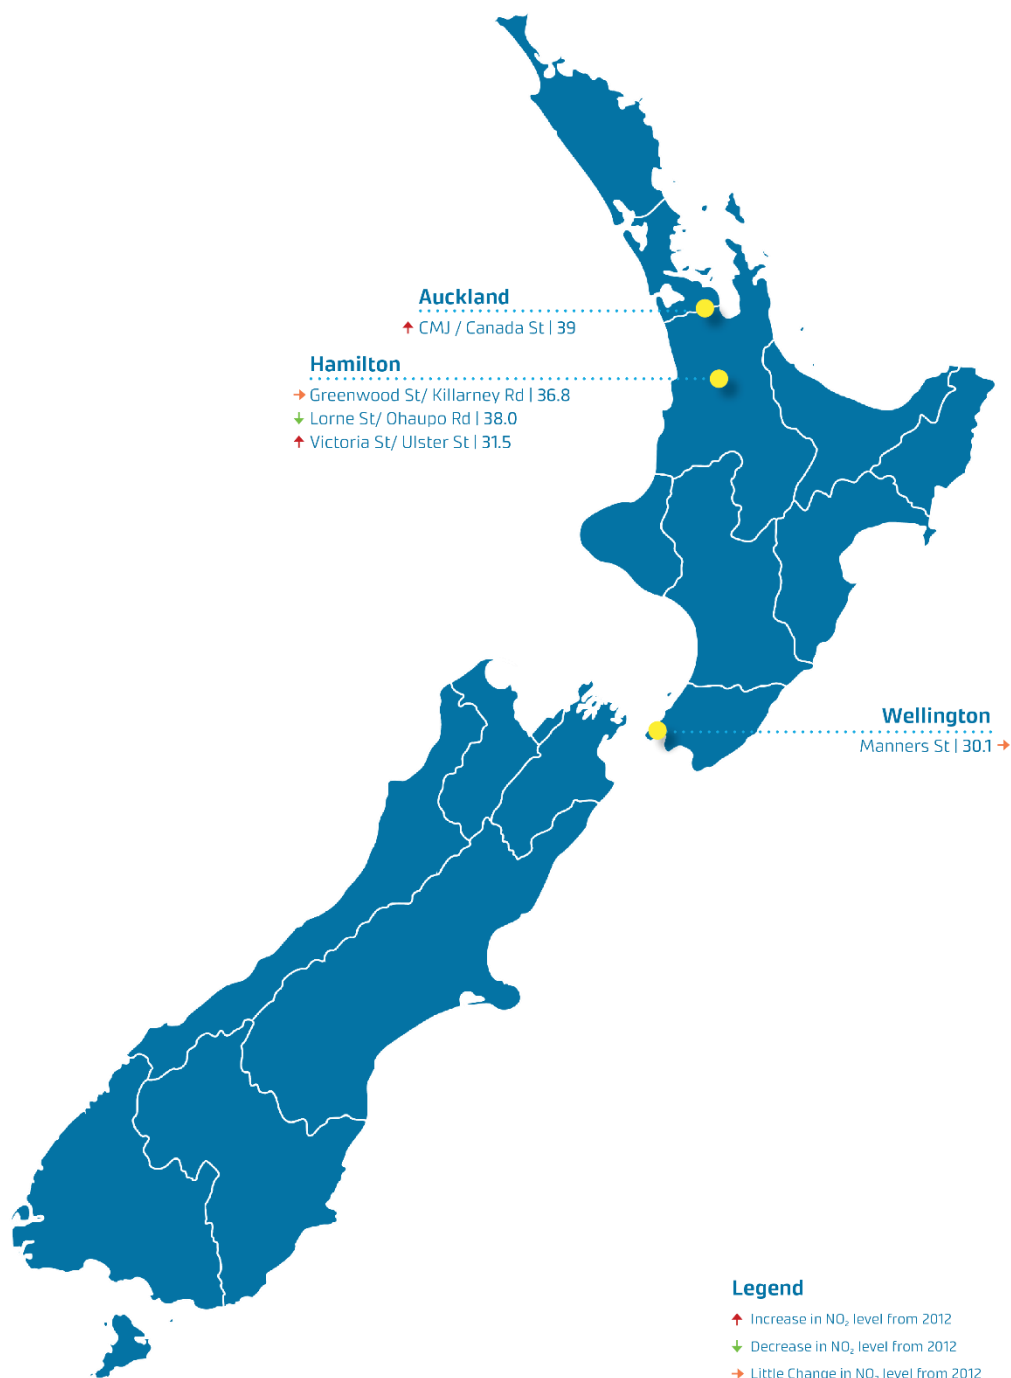 Auckland
CMJ / Canada St | 39
Hamilton
Greenwood St/ Killarney Rd | 36.8
Lorne St/ Ohaupo Rd | 38.0
Victoria St/ Ulster St | 31.5
Wellington
Manners St | 30.1
Legend
Increase in NO₂ level from 2012
Decrease in NO₂ level from 2012
Little Change in NO₂ level from 2012